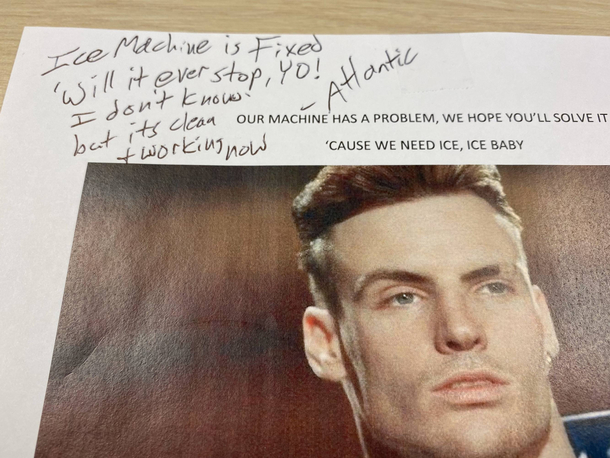 Ice Machine is Fixed
'Will it ever stop, YO!
I don't know.
but its clean
+ working now
- Atlantic
OUR MACHINE HAS A PROBLEM, WE HOPE YOU'LL SOLVE IT
'CAUSE WE NEED ICE, ICE BABY